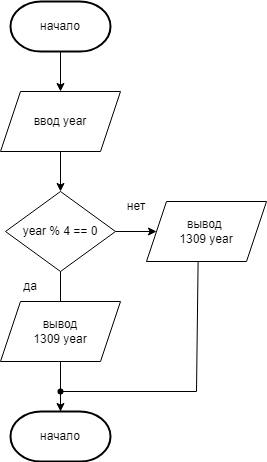 начало
ввод year
year % 4 == 0
нет
вывод
1309 year
да
вывод
1309 year
начало